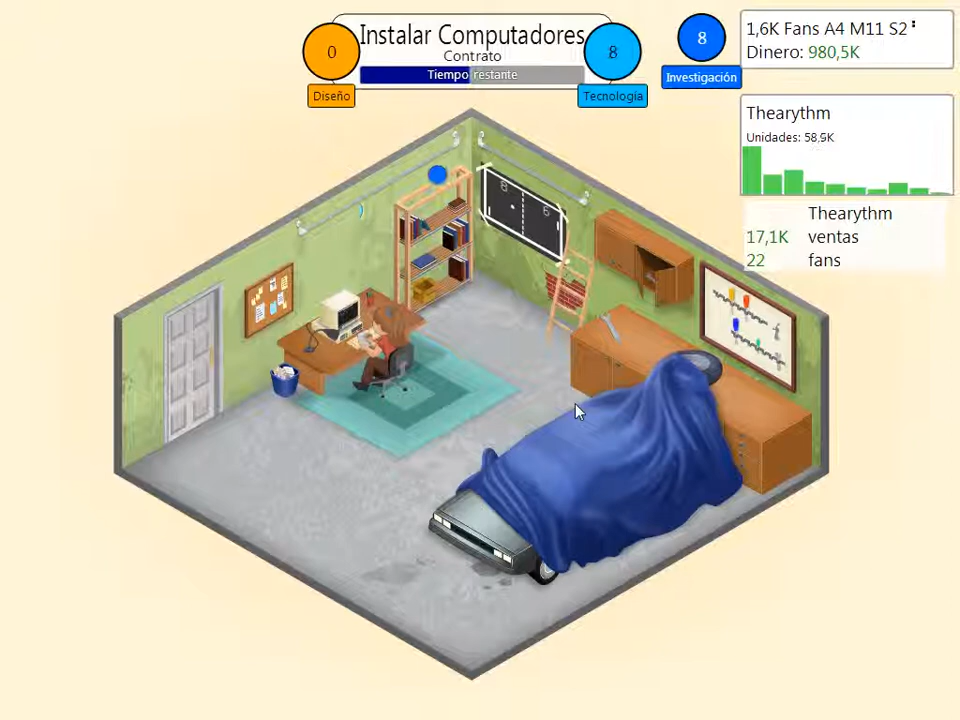 0
Instalar Computadores
Contrato
Tiempo restante
8
Diseño
Tecnología
8
Investigación
1,6K Fans A4 M11 S2
Dinero: 980,5K
Thearythm
Unidades: 58,9K
Thearythm
17,1K ventas
22 fans